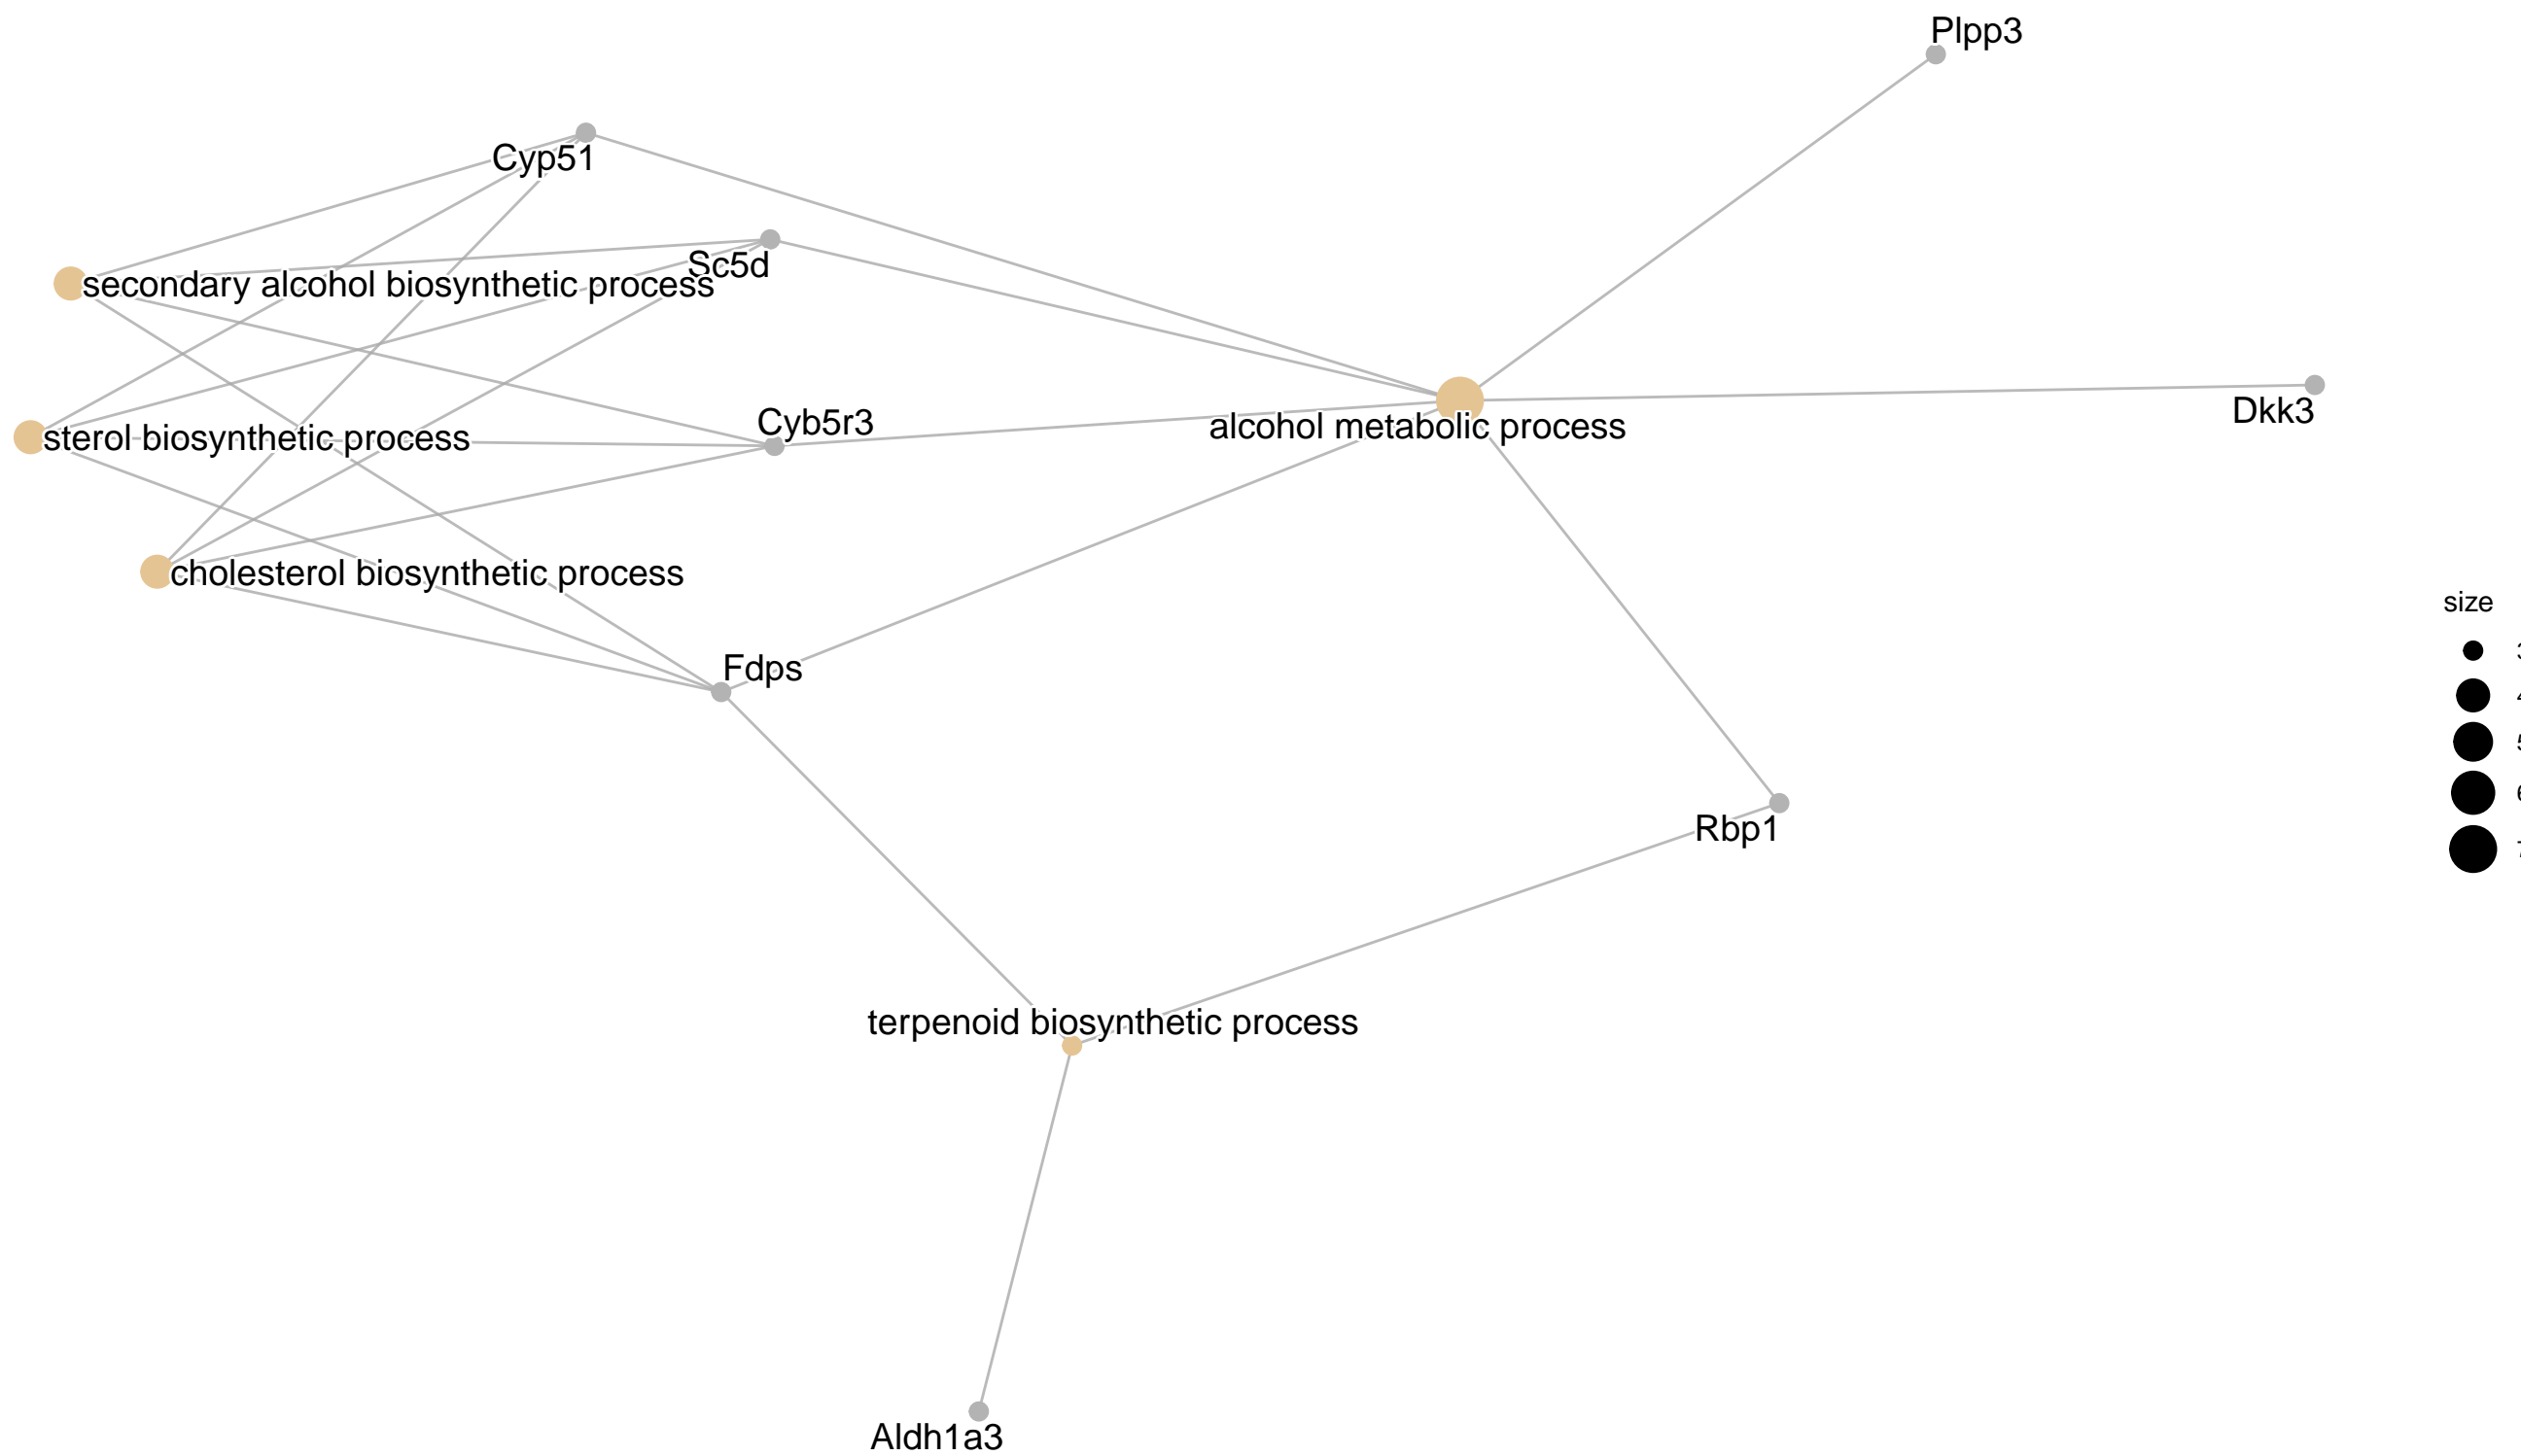 Plpp3
Cyp51
Sc5d
secondary alcohol biosynthetic process
Cyb5r3
alcohol metabolic process
Dkk3
sterol biosynthetic process
cholesterol biosynthetic process
size
Fdps
Rbp1
terpenoid biosynthetic process
Aldh1a3